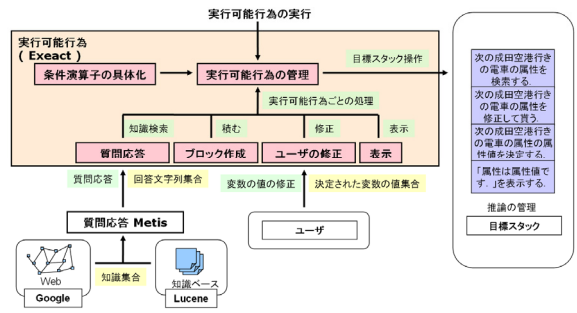 実行可能行為の実行
実行可能行為
( Exeact )
目標スタック操作
条件演算子の具体化
実行可能行為の管理
実行可能行為ごとの処理
知識検索
積む
修正
表示
質問応答
ブロック作成
ユーザの修正
表示
質問応答
回答文字列集合
変数の値の修正
決定された変数の値集合
質問応答 Metis
ユーザ
Web
知識集合
知識ベース
Google
Lucene
次の成田空港行き
の電車の属性を
検索する.
次の成田空港行き
の電車の属性を
修正して貰う.
次の成田空港行き
の電車の属性の属
性値を決定する.
「属性は属性値で
す. 」を表示する.
推論の管理
目標スタック